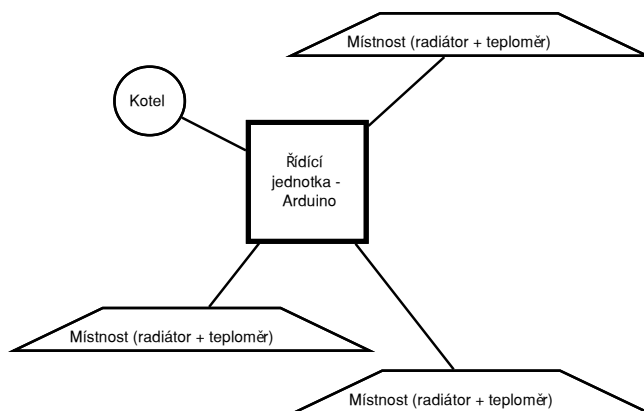 Místnost (radiátor + teploměr)
Kotel
Řídící
jednotka -
Arduino
Místnost (radiátor + teploměr)
Místnost (radiátor + teploměr)